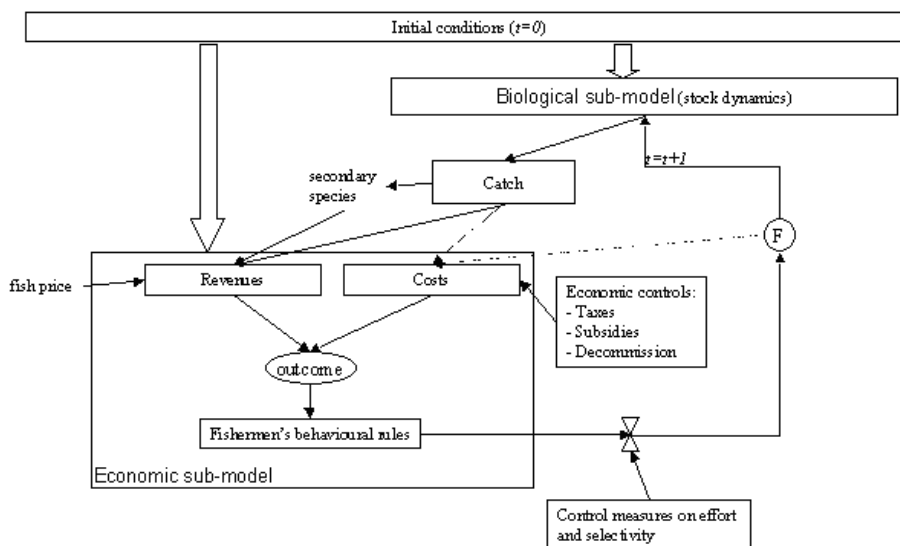 Initial conditions (t=0)
Biological sub-model (stock dynamics)
t=t+1
secondary
species
Catch
F
fish price
Revenues
Costs
Economic controls:
- Taxes
- Subsidies
- Decommission
outcome
Fishermen's behavioural rules
Economic sub-model
Control measures on effort
and selectivity